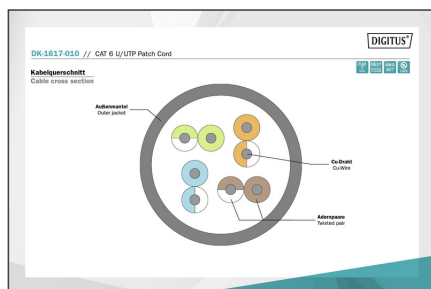 DIGITUS®
DK-1617-010 // CAT 6 U/UTP Patch Cord
Kabelquerschnitt
Cable cross section
Außenmantel
Outer jacket
Cu-Draht
Cu-Wire
Adernpaare
Twisted pair